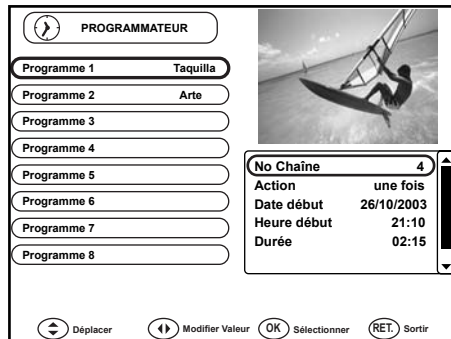 PROGRAMMATEUR
Programme 1 Taquilla
Programme 2 Arte
Programme 3
Programme 4
Programme 5
Programme 6
Programme 7
Programme 8
No Chaîne 4
Action une fois
Date début 26/10/2003
Heure début 21:10
Durée 02:15
Déplacer Modifier Valeur OK Sélectionner RET. Sortir